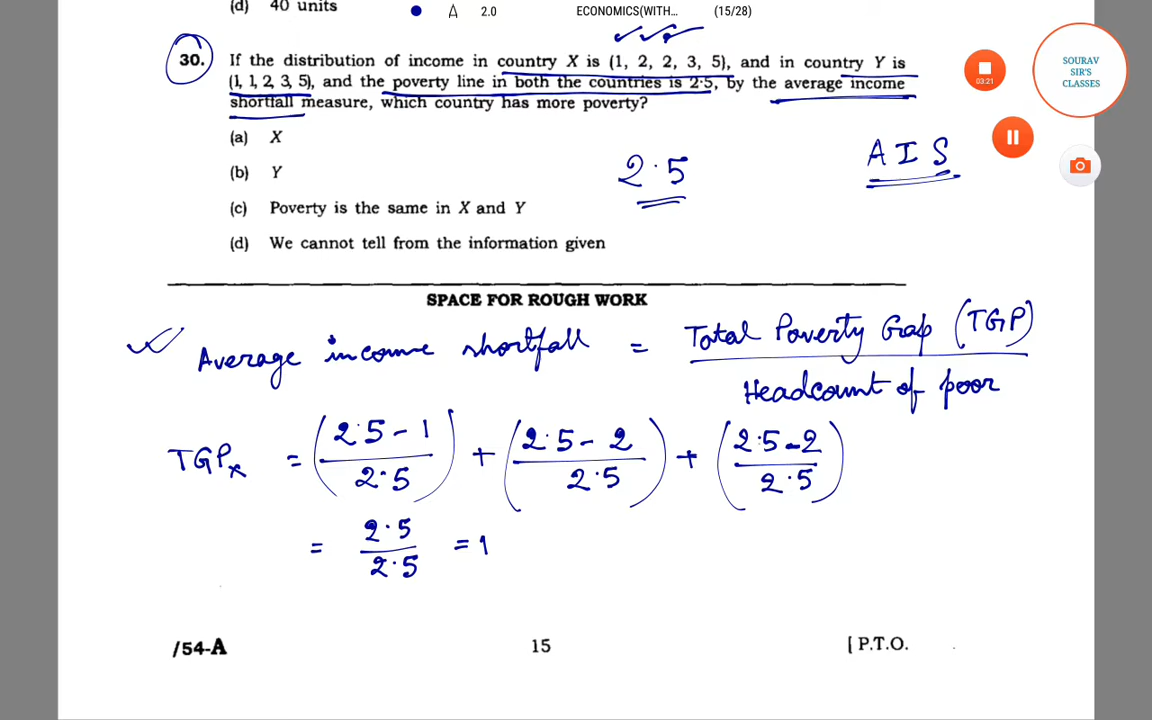 (d) 40 units
2.0 ECONOMICS(WITH... (15/28)
30. If the distribution of income in country X is (1, 2, 2, 3, 5), and in country Y is
(1, 1, 2, 3, 5), and the poverty line in both the countries is 2·5, by the average income
shortfall measure, which country has more poverty?
(a) X
(b) Y
(c) Poverty is the same in X and Y
(d) We cannot tell from the information given
2.5
AIS
SOURAV
SIR'S
CLASSES
03:21
SPACE FOR ROUGH WORK
Average income shortfall = Total Poverty Gap (TGP)
Headcount of poor
TGPx = (2.5 - 1 / 2.5) + (2.5 - 2 / 2.5) + (2.5 - 2 / 2.5)
= 2.5 / 2.5 = 1
/54-A 15 [ P.T.O.